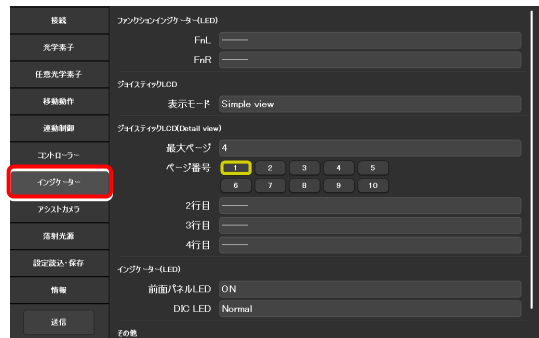 接続
光学素子
任意光学素子
移動動作
連動制御
コントローラー
インジケーター
アシストカメラ
落射光源
設定読込・保存
情報
送信
ファンクションインジケーター(LED)
FnL ――
FnR ――
ジョイスティックLCD
表示モード Simple view
ジョイスティックLCD(Detail view)
最大ページ 4
ページ番号 1 2 3 4 5
6 7 8 9 10
2行目 ――
3行目 ――
4行目 ――
インジケーター(LED)
前面パネルLED ON
DIC LED Normal
その他